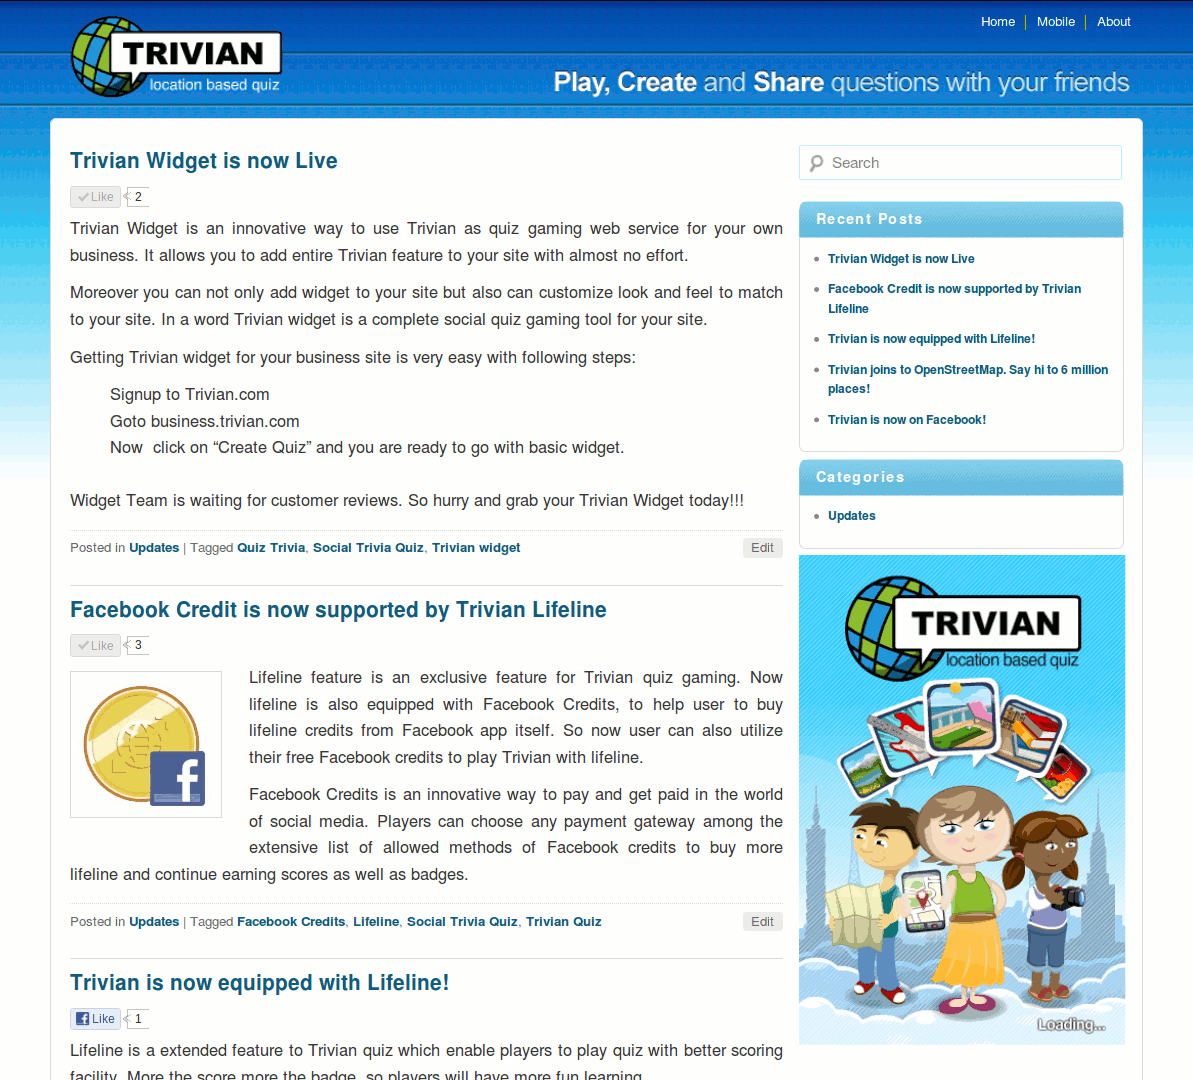 TRIVIAN
location based quiz
Home | Mobile | About
Play, Create and Share questions with your friends
Trivian Widget is now Live
Like 2
Trivian Widget is an innovative way to use Trivian as quiz gaming web service for your own
business. It allows you to add entire Trivian feature to your site with almost no effort.
Moreover you can not only add widget to your site but also can customize look and feel to match
to your site. In a word Trivian widget is a complete social quiz gaming tool for your site.
Getting Trivian widget for your business site is very easy with following steps:
Signup to Trivian.com
Goto business.trivian.com
Now  click on “Create Quiz” and you are ready to go with basic widget.
Widget Team is waiting for customer reviews. So hurry and grab your Trivian Widget today!!!
Posted in Updates | Tagged Quiz Trivia, Social Trivia Quiz, Trivian widget
Edit
Facebook Credit is now supported by Trivian Lifeline
Like 3
f
Lifeline feature is an exclusive feature for Trivian quiz gaming. Now
lifeline is also equipped with Facebook Credits, to help user to buy
lifeline credits from Facebook app itself. So now user can also utilize
their free Facebook credits to play Trivian with lifeline.
Facebook Credits is an innovative way to pay and get paid in the world
of social media. Players can choose any payment gateway among the
extensive list of allowed methods of Facebook credits to buy more
lifeline and continue earning scores as well as badges.
Posted in Updates | Tagged Facebook Credits, Lifeline, Social Trivia Quiz, Trivian Quiz
Edit
Trivian is now equipped with Lifeline!
f Like 1
Lifeline is a extended feature to Trivian quiz which enable players to play quiz with better scoring
facility. More the score more the badge, so players will have more fun learning
Search
Recent Posts
Trivian Widget is now Live
Facebook Credit is now supported by Trivian
Lifeline
Trivian is now equipped with Lifeline!
Trivian joins to OpenStreetMap. Say hi to 6 million
places!
Trivian is now on Facebook!
Categories
Updates
TRIVIAN
location based quiz
Loading...